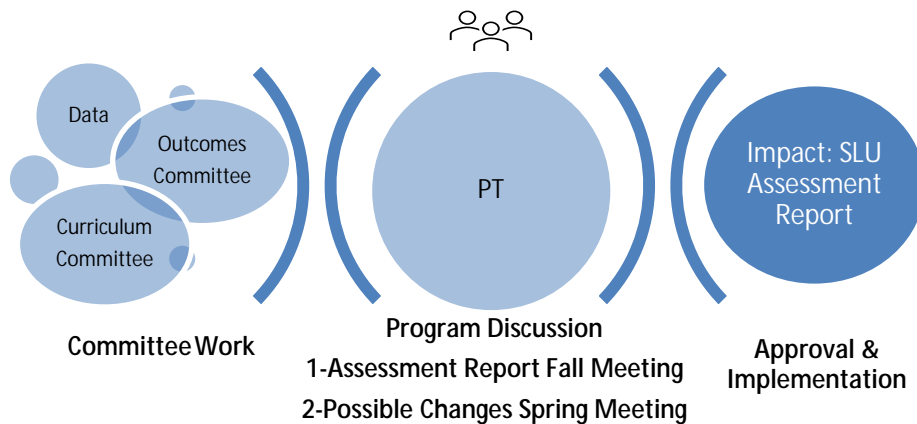 Data
Outcomes
Committee
Curriculum
Committee
Committee Work
PT
Program Discussion
1-Assessment Report Fall Meeting
2-Possible Changes Spring Meeting
Impact: SLU
Assessment
Report
Approval &
Implementation